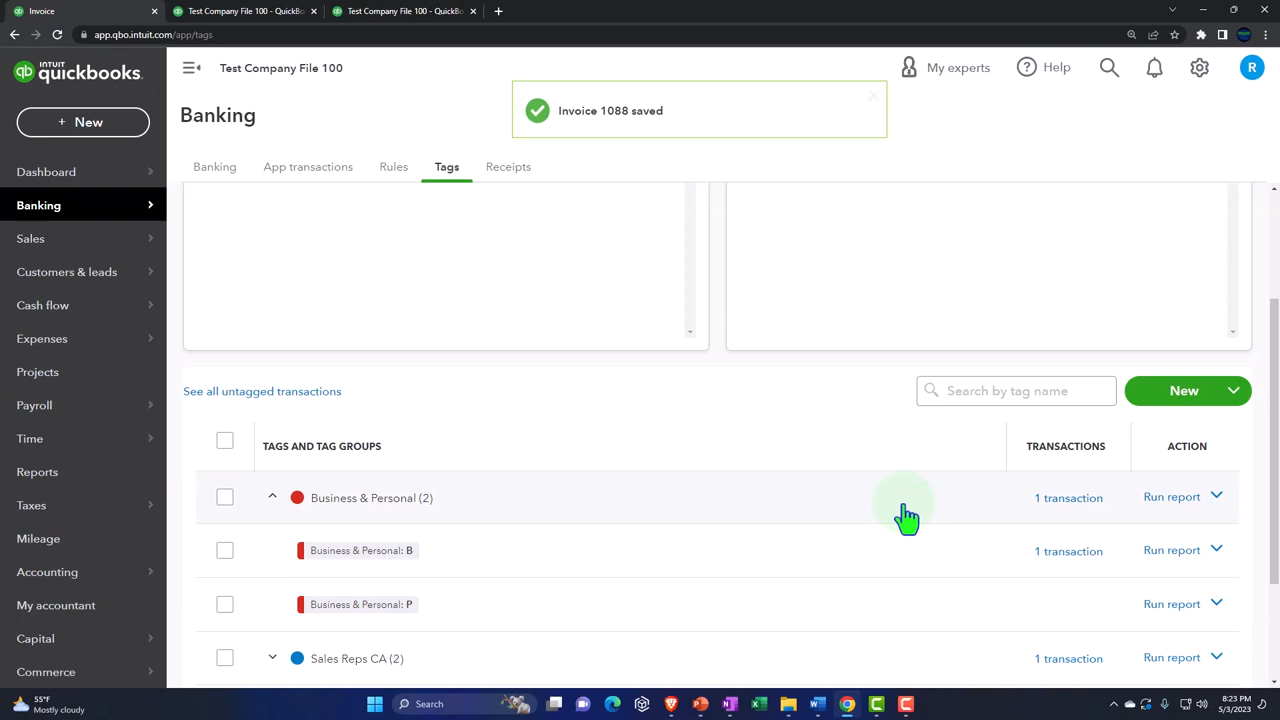 Invoice
Test Company File 100 - QuickBo
Test Company File 100 - QuickBo
app.qbo.intuit.com/app/tags
INTUIT
quickbooks.
Test Company File 100
My experts
Help
R
+ New
Banking
Invoice 1088 saved
Banking
App transactions
Rules
Tags
Receipts
Dashboard
Banking
Sales
Customers & leads
Cash flow
Expenses
Projects
Payroll
Time
Reports
Taxes
Mileage
Accounting
My accountant
Capital
Commerce
See all untagged transactions
Search by tag name
New
TAGS AND TAG GROUPS
TRANSACTIONS
ACTION
Business & Personal (2)
1 transaction
Run report
Business & Personal: B
1 transaction
Run report
Business & Personal: P
Run report
Sales Reps CA (2)
1 transaction
Run report
55°F
Mostly cloudy
Search
8:23 PM
5/3/2023